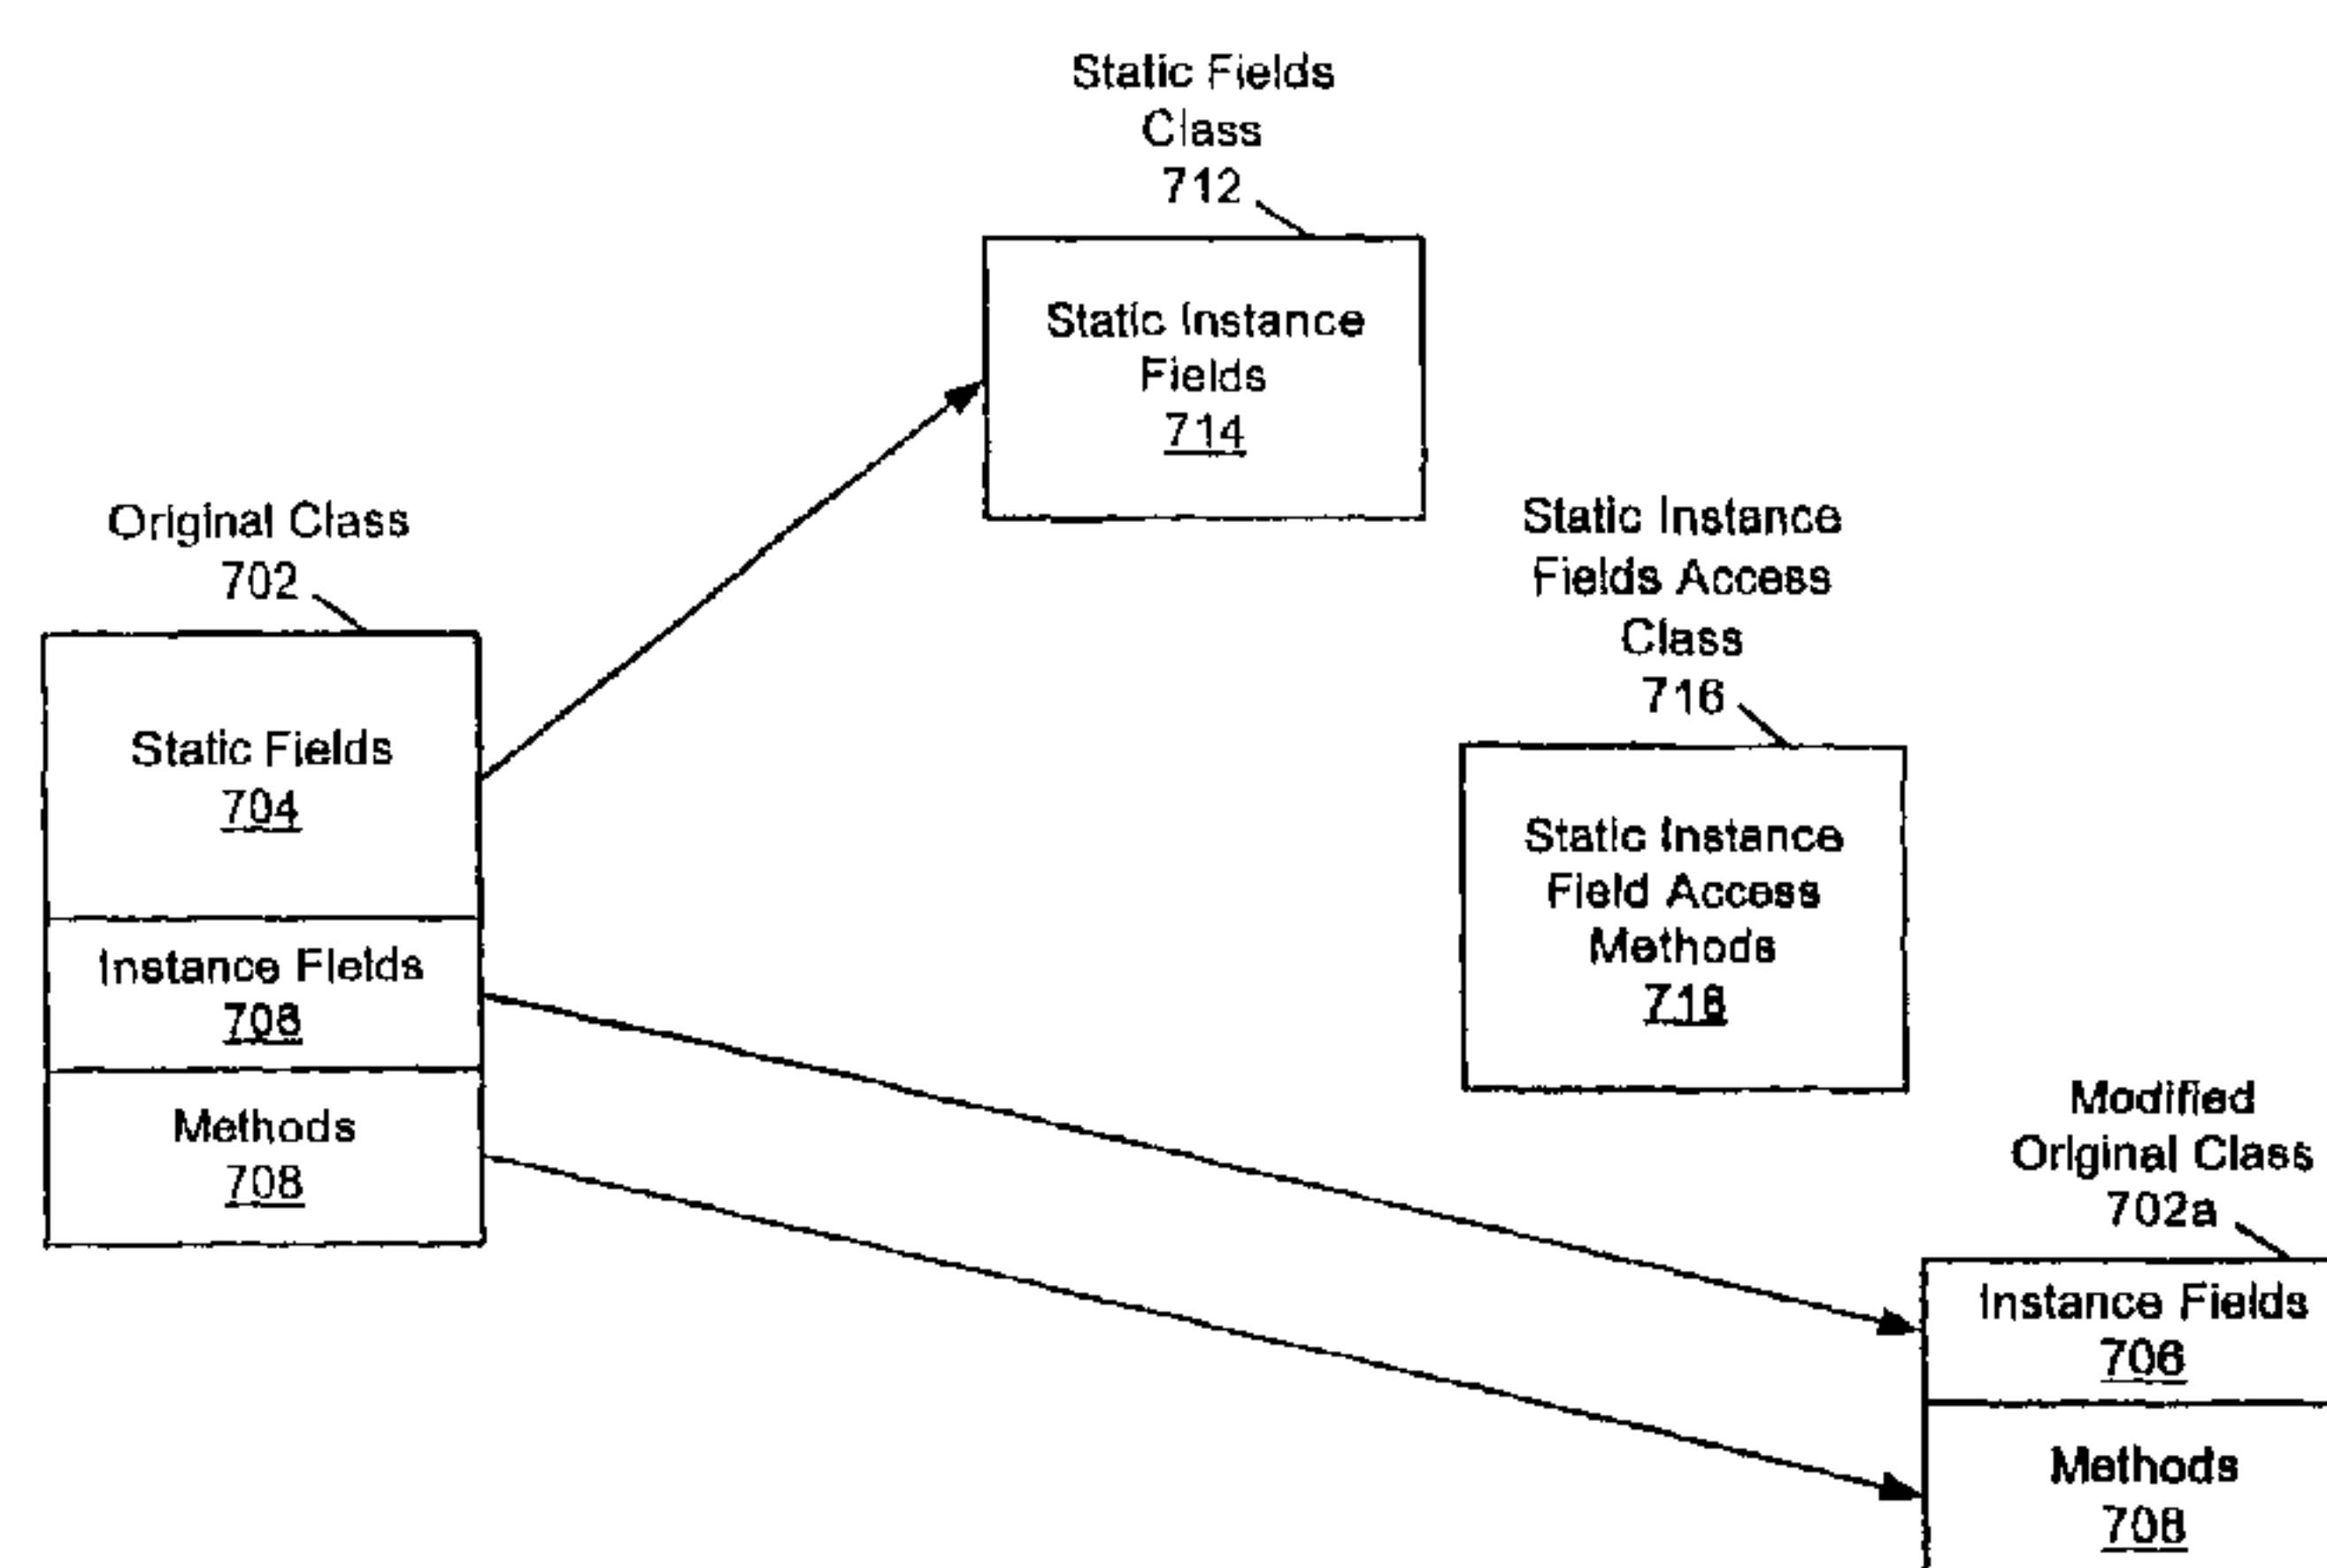 Static Fields
Class
712
Static Instance
Fields
714
Original Class
702
Static Fields
704
Instance Fields
706
Methods
708
Static Instance
Fields Access
Class
716
Static Instance
Field Access
Methods
718
Modified
Original Class
702a
Instance Fields
706
Methods
708